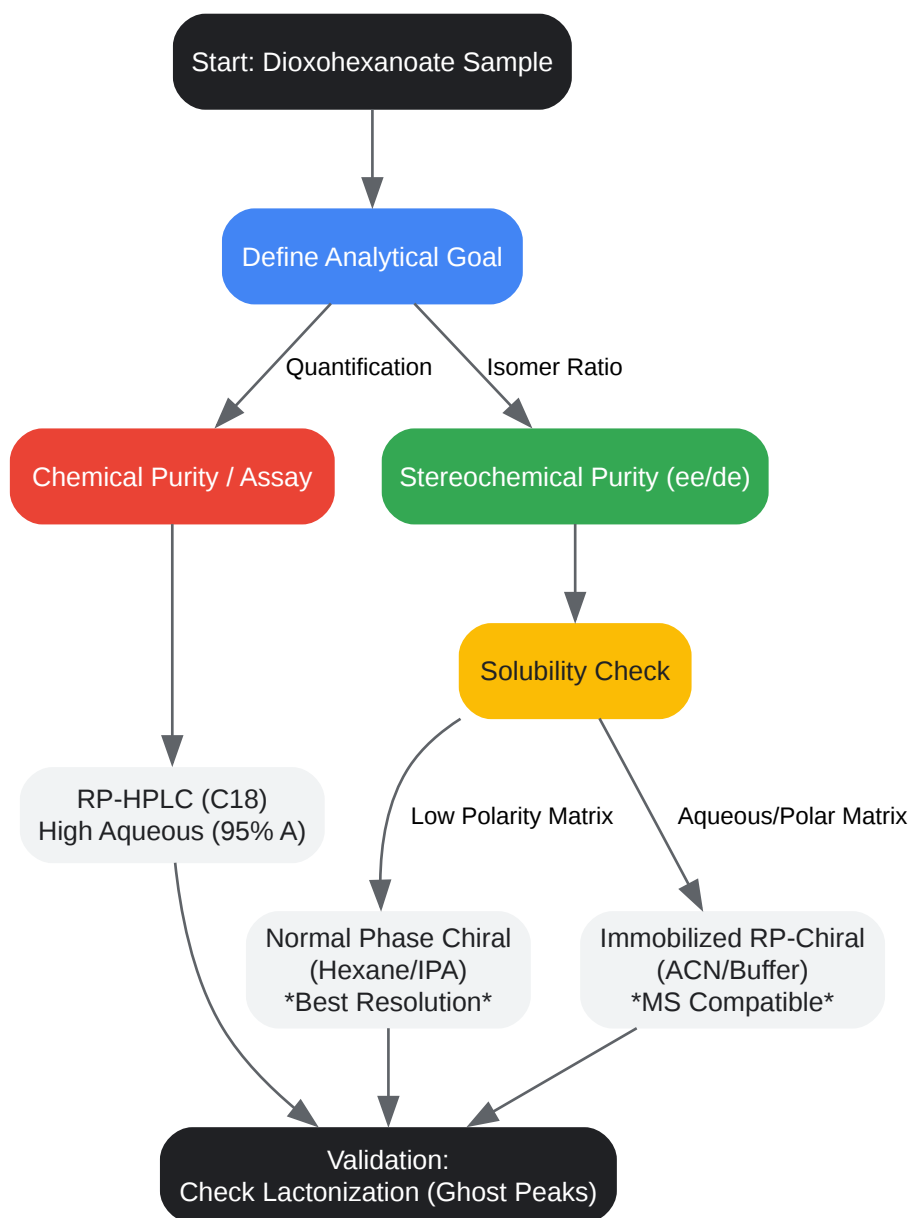 Start: Dioxohexanoate Sample
Define Analytical Goal
Quantification
Isomer Ratio
Chemical Purity / Assay
Stereochemical Purity (ee/de)
Solubility Check
RP-HPLC (C18)
High Aqueous (95% A)
Low Polarity Matrix
Aqueous/Polar Matrix
Normal Phase Chiral
(Hexane/IPA)
*Best Resolution*
Immobilized RP-Chiral
(ACN/Buffer)
*MS Compatible*
Validation:
Check Lactonization (Ghost Peaks)